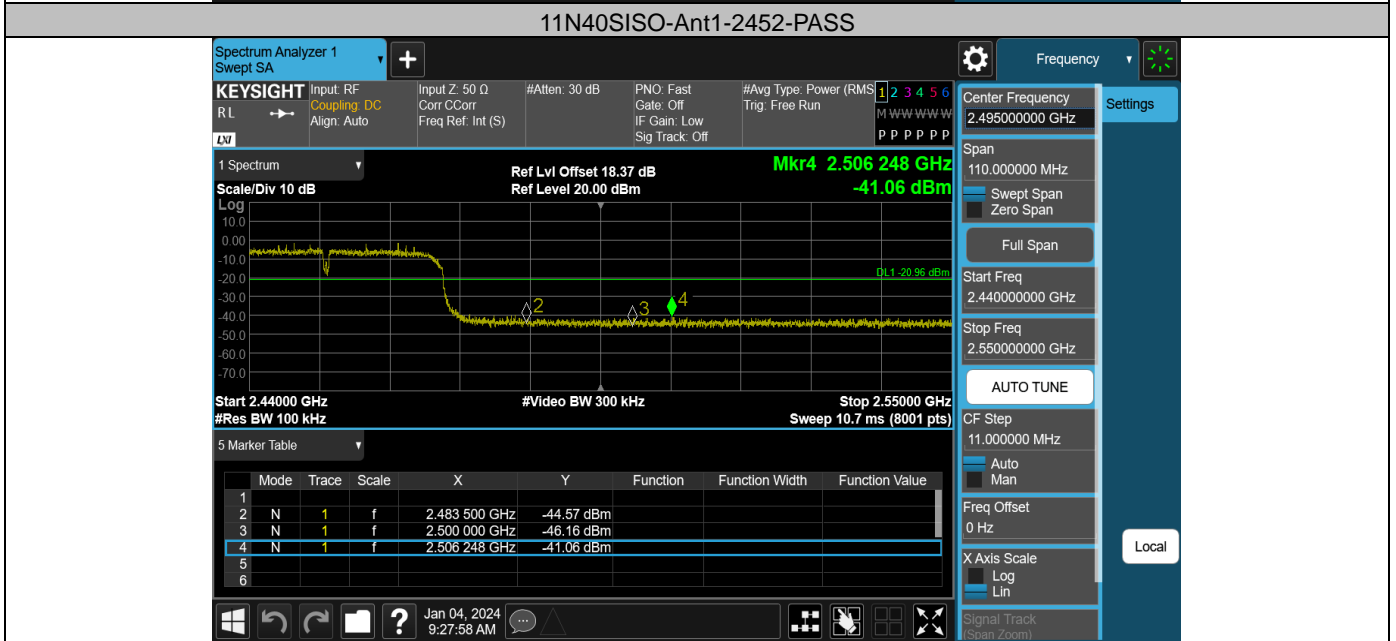 11N40SISO-Ant1-2452-PASS
Spectrum Analyzer 1
Swept SA
+
Frequency
KEYSIGHT
RL
LXI
Input: RF
Coupling: DC
Align: Auto
Input Z: 50 Ω
Corr CCorr
Freq Ref: Int (S)
#Atten: 30 dB
PNO: Fast
Gate: Off
IF Gain: Low
Sig Track: Off
#Avg Type: Power (RMS
Trig: Free Run
1 2 3 4 5 6
M W W W W W
P P P P P P
1 Spectrum
Scale/Div 10 dB
Ref Lvl Offset 18.37 dB
Ref Level 20.00 dBm
Mkr4 2.506 248 GHz
-41.06 dBm
Log
10.0
0.00
-10.0
-20.0
-30.0
-40.0
-50.0
-60.0
-70.0
DL1 -20.96 dBm
2
3
4
Start 2.44000 GHz
#Res BW 100 kHz
#Video BW 300 kHz
Stop 2.55000 GHz
Sweep 10.7 ms (8001 pts)
5 Marker Table
Mode Trace Scale X Y Function Function Width Function Value
1
2 N 1 f 2.483 500 GHz -44.57 dBm
3 N 1 f 2.500 000 GHz -46.16 dBm
4 N 1 f 2.506 248 GHz -41.06 dBm
5
6
Center Frequency
2.495000000 GHz
Settings
Span
110.000000 MHz
Swept Span
Zero Span
Full Span
Start Freq
2.440000000 GHz
Stop Freq
2.550000000 GHz
AUTO TUNE
CF Step
11.000000 MHz
Auto
Man
Freq Offset
0 Hz
X Axis Scale
Log
Lin
Signal Track
(Span Zoom)
Local
?
Jan 04, 2024
9:27:58 AM